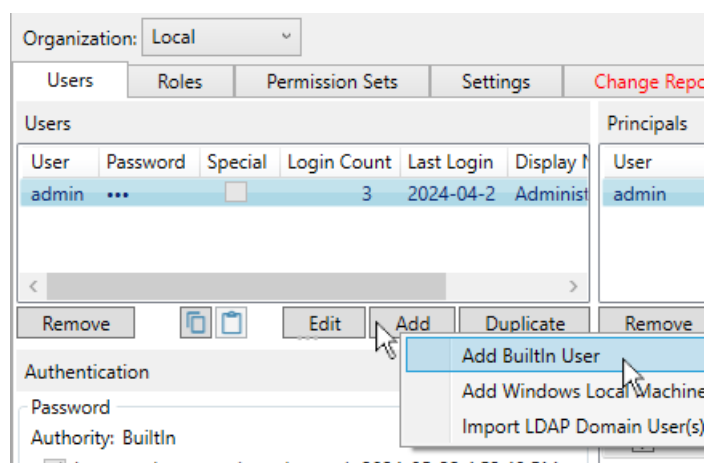 Organization: Local
Users Roles Permission Sets Settings Change Repo
Users Principals
User Password Special Login Count Last Login Display N User
admin ••• 3 2024-04-2 Administ admin
Remove Edit Add Duplicate Remove
Add BuiltIn User
Authentication
Add Windows Local Machine
Password
Import LDAP Domain User(s)
Authority: BuiltIn